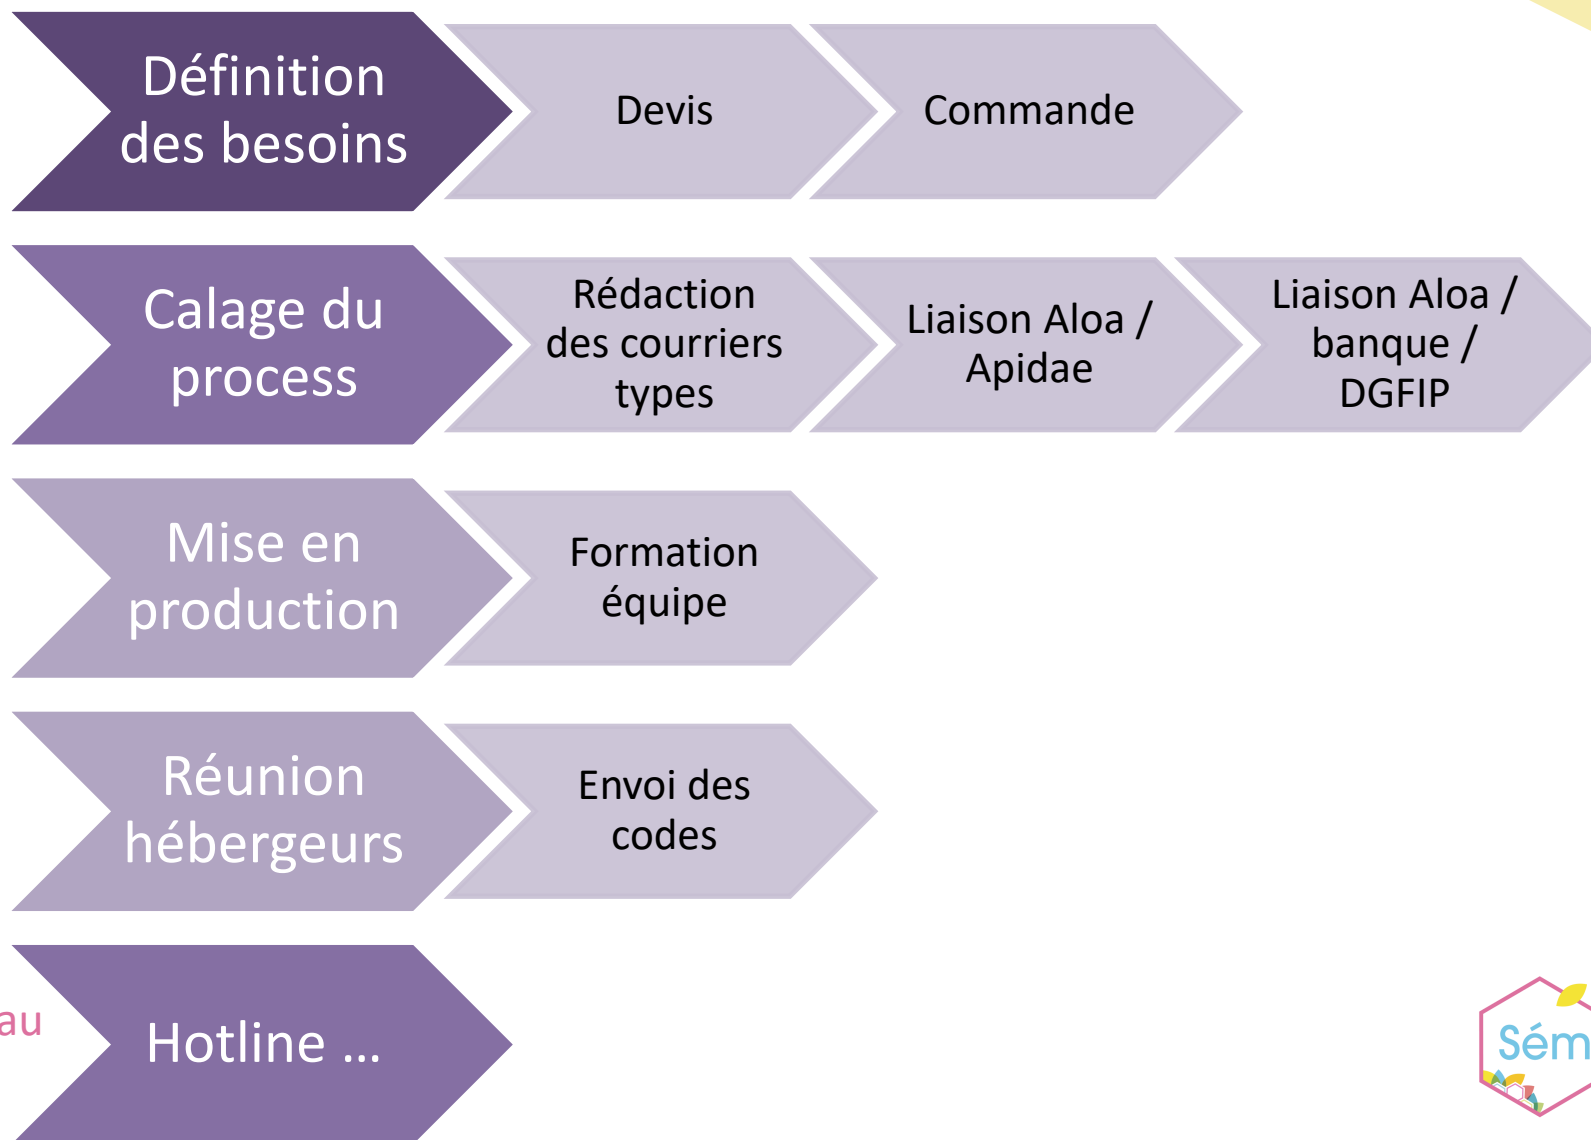 Définition
des besoins
Devis
Commande
Calage du
process
Rédaction
des courriers
types
Liaison Aloa /
Apidae
Liaison Aloa /
banque /
DGFIP
Mise en
production
Formation
équipe
Réunion
hébergeurs
Envoi des
codes
au
Hotline ...
Sém